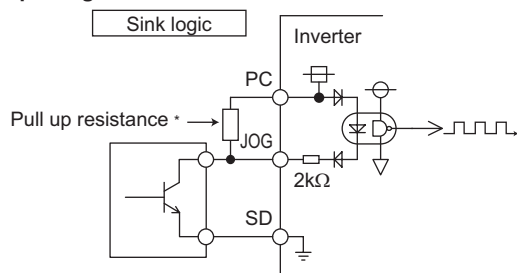 Sink logic
Inverter
PC
Pull up resistance *
JOG
2kΩ
SD